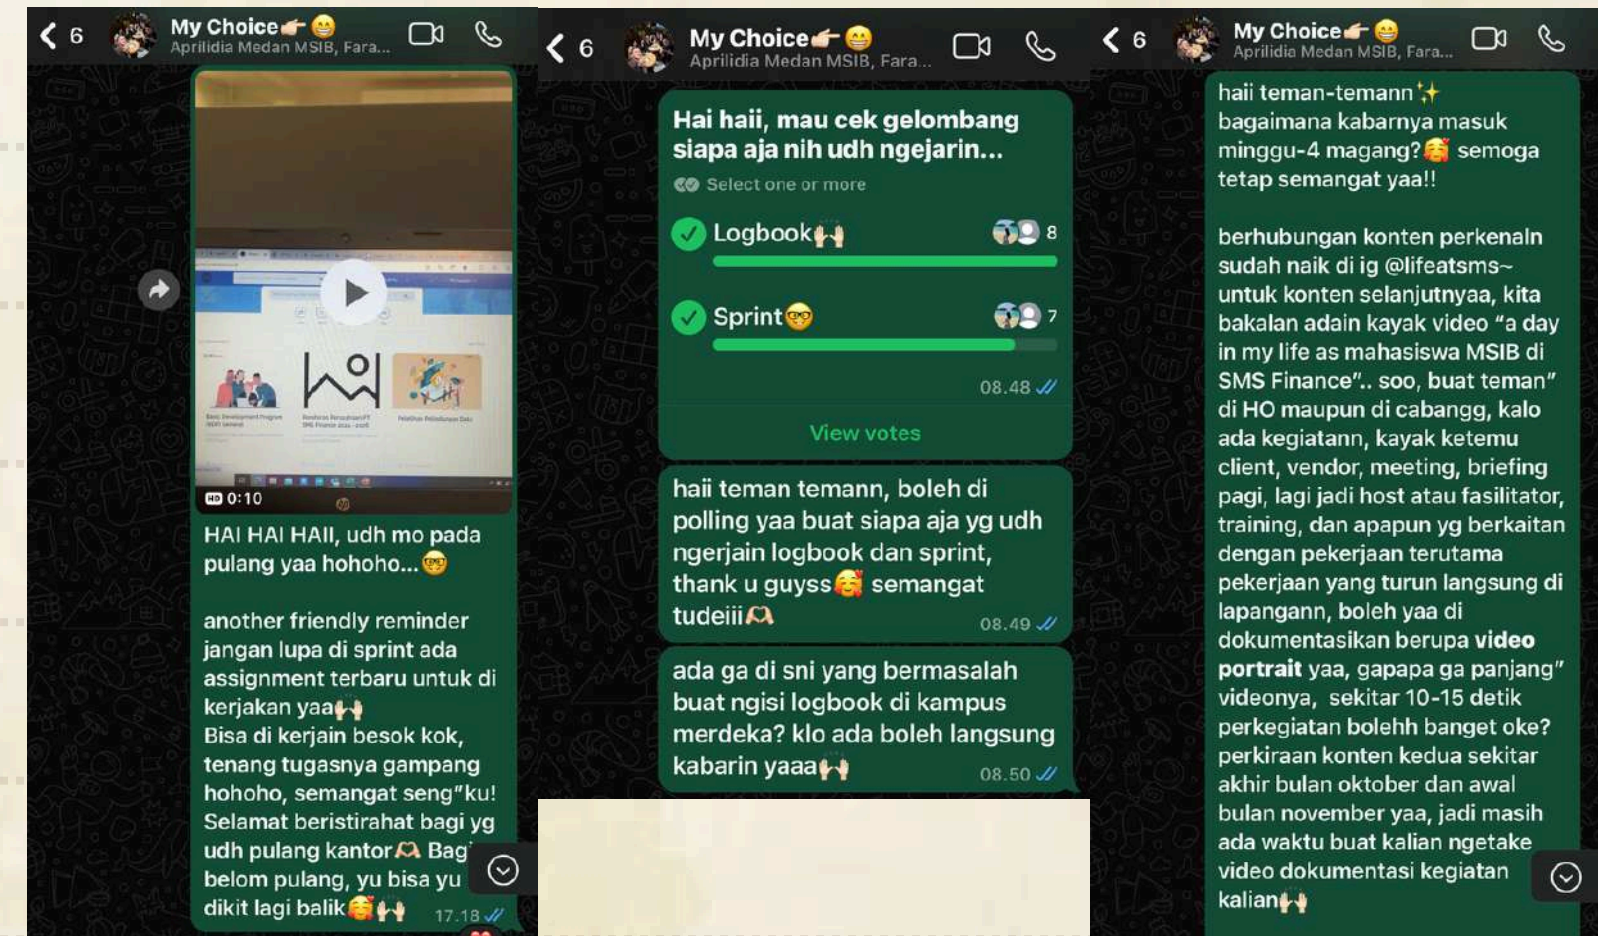 6
My Choice👉🏻😁
Aprilidia Medan MSIB, Fara...
HD 0:10
HAI HAI HAII, udh mo pada
pulang yaa hohoho...🤓
another friendly reminder
jangan lupa di sprint ada
assignment terbaru untuk di
kerjakan yaa🙌🏻
Bisa di kerjain besok kok,
tenang tugasnya gampang
hohoho, semangat seng"ku!
Selamat beristirahat bagi yg
udh pulang kantor🫶🏻 Bagi
belom pulang, yu bisa yu
dikit lagi balik🥰🙌🏻
17.18
6
My Choice👉🏻😁
Aprilidia Medan MSIB, Fara...
Hai haii, mau cek gelombang
siapa aja nih udh ngejarin...
Select one or more
Logbook🙌🏻 8
Sprint🤓 7
08.48
View votes
haii teman temann, boleh di
polling yaa buat siapa aja yg udh
ngerjain logbook dan sprint,
thank u guyss🥰 semangat
tudeiii🫶🏻
08.49
ada ga di sni yang bermasalah
buat ngisi logbook di kampus
merdeka? klo ada boleh langsung
kabarin yaaa🙌🏻
08.50
6
My Choice👉🏻😁
Aprilidia Medan MSIB, Fara...
haii teman-temann✨
bagaimana kabarnya masuk
minggu-4 magang?🥰 semoga
tetap semangat yaa!!
berhubungan konten perkenaln
sudah naik di ig @lifeatsms~
untuk konten selanjutnyaa, kita
bakalan adain kayak video “a day
in my life as mahasiswa MSIB di
SMS Finance”.. soo, buat teman”
di HO maupun di cabangg, kalo
ada kegiatann, kayak ketemu
client, vendor, meeting, briefing
pagi, lagi jadi host atau fasilitator,
training, dan apapun yg berkaitan
dengan pekerjaan terutama
pekerjaan yang turun langsung di
lapangann, boleh yaa di
dokumentasikan berupa video
portrait yaa, gapapa ga panjang”
videonya, sekitar 10-15 detik
perkegiatan bolehh banget oke?
perkiraan konten kedua sekitar
akhir bulan oktober dan awal
bulan november yaa, jadi masih
ada waktu buat kalian ngetake
video dokumentasi kegiatan
kalian🙌🏻